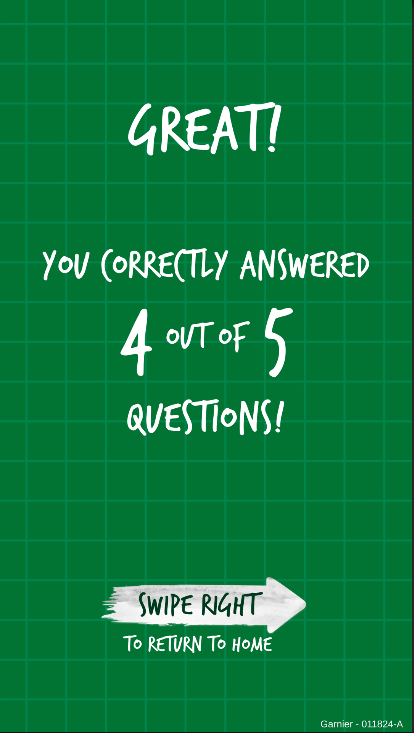 GREAT!
YOU CORRECTLY ANSWERED
4 OUT OF 5
QUESTIONS!
SWIPE RIGHT
TO RETURN TO HOME
Garnier - 011824-A